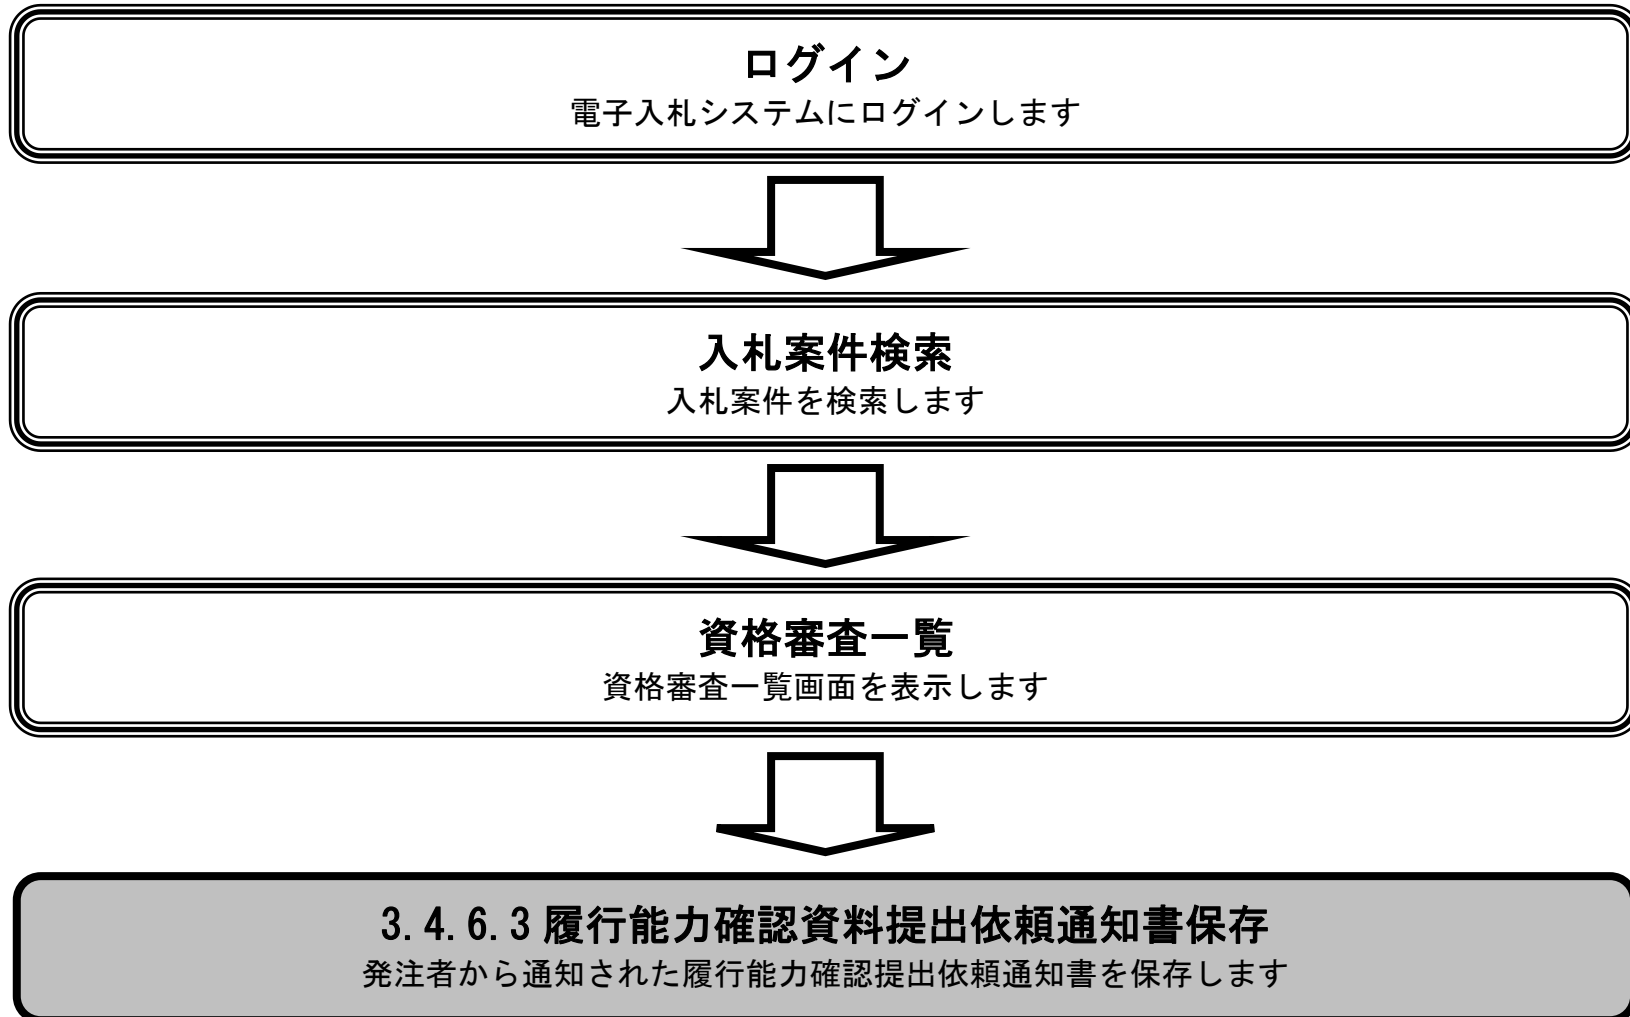 ログイン
電子入札システムにログインします
入札案件検索
入札案件を検索します
資格審査一覧
資格審査一覧画面を表示します
3.4.6.3 履行能力確認資料提出依頼通知書保存
発注者から通知された履行能力確認提出依頼通知書を保存します